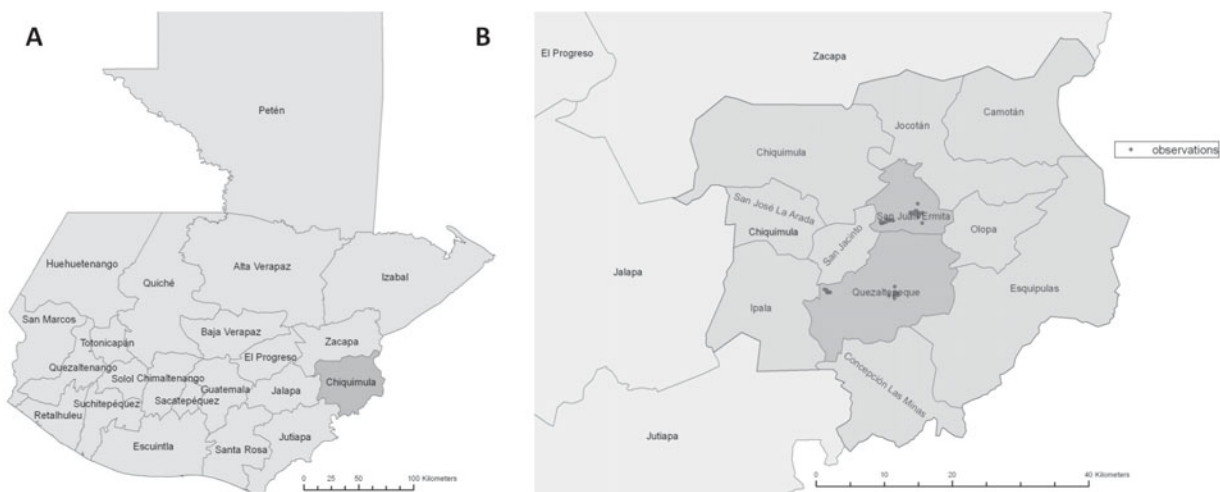 A
Petén
Huehuetenango
Quiché
Alta Verapaz
Izabal
San Marcos
Baja Verapaz
Zacapa
Totonicapán
El Progreso
Quezaltenango
Sololl Chimaltenango
Guatemala
Jalapa
Chiquimula
Retalhuleu
Suchitepéquez
Sacatepéquez
Escuintla
Santa Rosa
Jutiapa
0 25 50 100 Kilometers
B
El Progreso
Zacapa
Jocotán
Camotán
observations
Chiquimula
San José La Arada
Chiquimula
San Jacinto
San Juan Ermita
Olopa
Jalapa
Ipala
Quezaltepeque
Esquipulas
Concepción Las Minas
Jutiapa
0 10 20 40 Kilometers